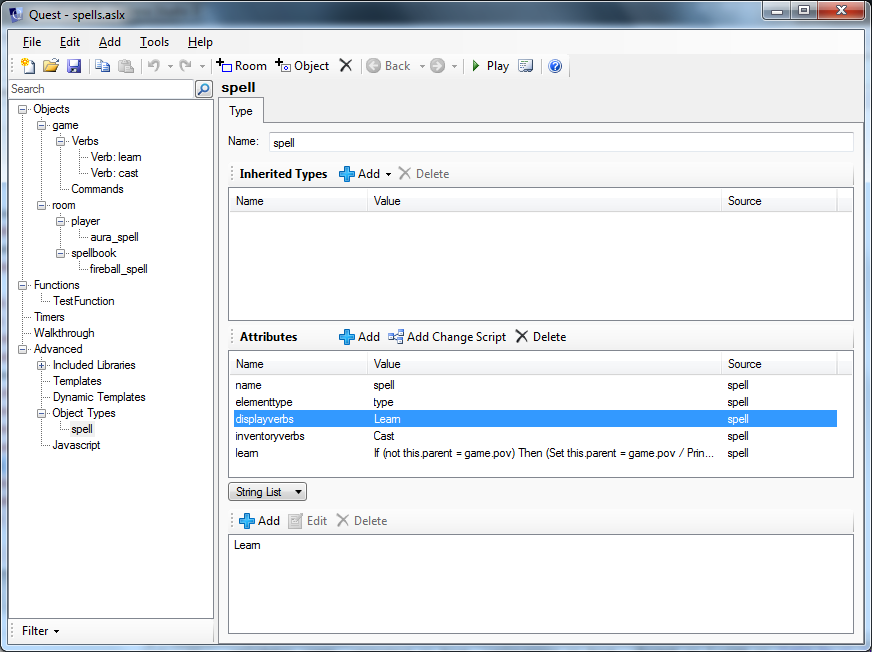 Quest - spells.aslx
File Edit Add Tools Help
Room Object Back Play
Search
Objects
game
Verbs
Verb: learn
Verb: cast
Commands
room
player
aura_spell
spellbook
fireball_spell
Functions
TestFunction
Timers
Walkthrough
Advanced
Included Libraries
Templates
Dynamic Templates
Object Types
spell
Javascript
Filter
spell
Type
Name: spell
Inherited Types Add Delete
Name Value Source
Attributes Add Add Change Script Delete
Name Value Source
name spell spell
elementtype type spell
displayverbs Learn spell
inventoryverbs Cast spell
learn If (not this.parent = game.pov) Then (Set this.parent = game.pov / Prin... spell
String List
Add Edit Delete
Learn